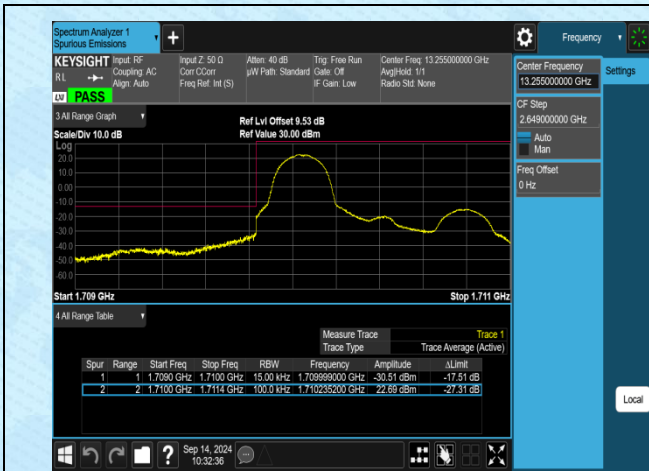 Spectrum Analyzer 1
Spurious Emissions
Frequency
KEYSIGHT Input: RF Input Z: 50 Ω Atten: 40 dB Trig: Free Run Center Freq: 13.255000000 GHz
R L Coupling: AC Corr CCorr µW Path: Standard Gate: Off Avg|Hold: 1/1
Align: Auto Freq Ref: Int (S) IF Gain: Low Radio Std: None
LXI PASS
Center Frequency
13.255000000 GHz
Settings
CF Step
2.649000000 GHz
Auto
Man
Freq Offset
0 Hz
3 All Range Graph
Ref Lvl Offset 9.53 dB
Scale/Div 10.0 dB Ref Value 30.00 dBm
Log
20.0
10.0
0.00
-10.0
-20.0
-30.0
-40.0
-50.0
-60.0
Start 1.709 GHz Stop 1.711 GHz
4 All Range Table
Measure Trace Trace 1
Trace Type Trace Average (Active)
Spur Range Start Freq Stop Freq RBW Frequency Amplitude ΔLimit
1 1 1.7090 GHz 1.7100 GHz 15.00 kHz 1.709999000 GHz -30.51 dBm -17.51 dB
2 2 1.7100 GHz 1.7114 GHz 100.0 kHz 1.710235200 GHz 22.69 dBm -27.31 dB
Local
? Sep 14, 2024
10:32:36